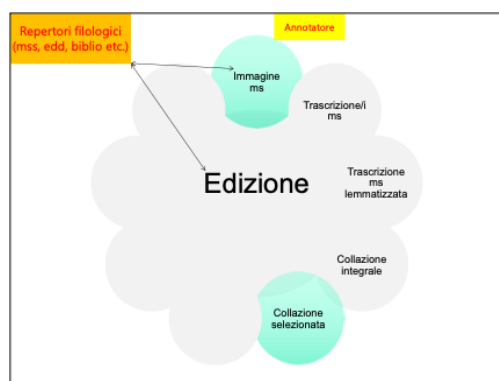 Repertori filologici
(mss, edd, biblio etc.)
Annotatore
Immagine
ms
Trascrizione/i
ms
Edizione
Trascrizione
ms
lemmatizzata
Collazione
integrale
Collazione
selezionata